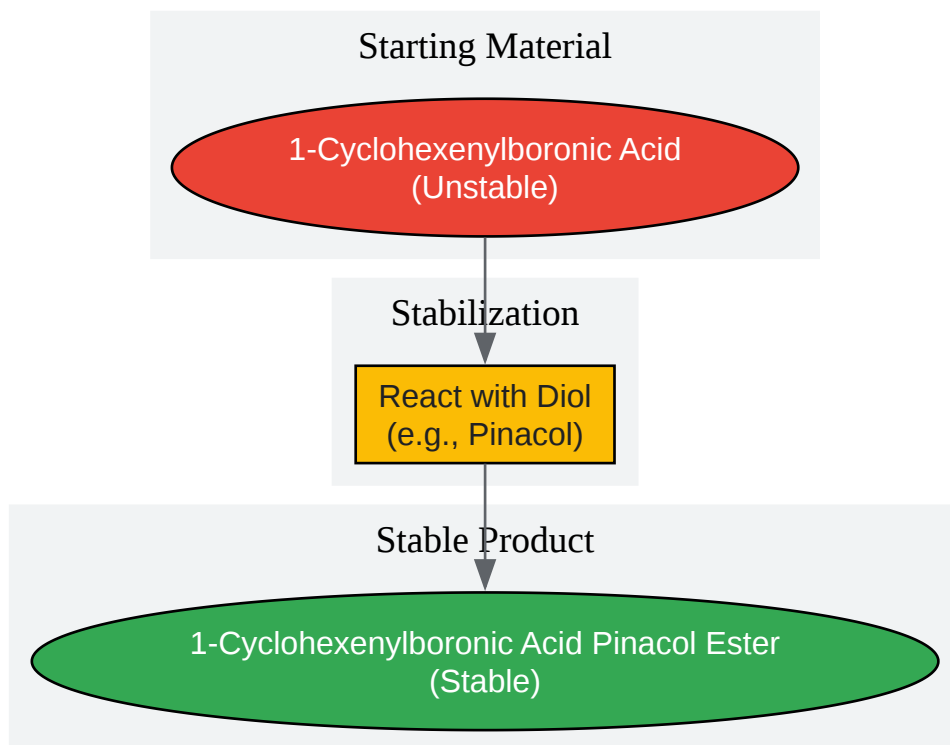 Starting Material
1-Cyclohexenylboronic Acid
(Unstable)
Stabilization
React with Diol
(e.g., Pinacol)
Stable Product
1-Cyclohexenylboronic Acid Pinacol Ester
(Stable)